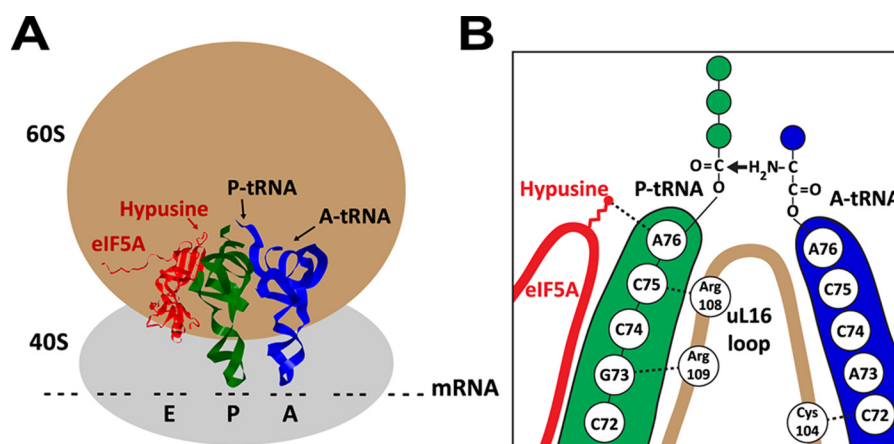 A
60S
P-tRNA
Hypusine
A-tRNA
eIF5A
40S
mRNA
E P A
B
O=C
H₂N-C
O
C=O
O
Hypusine
P-tRNA
A-tRNA
eIF5A
A76
C75
C74
G73
C72
Arg
108
uL16
loop
Arg
109
Cys
104
A76
C75
C74
A73
C72